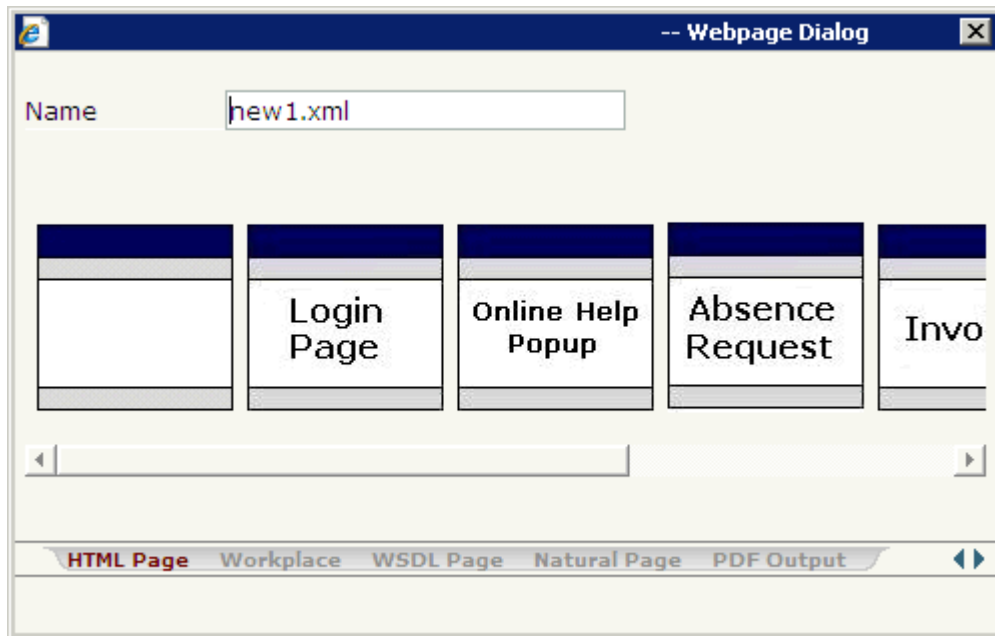 -- Webpage Dialog
Name
new1.xml
Login
Page
Online Help
Popup
Absence
Request
Invo
HTML Page Workplace WSDL Page Natural Page PDF Output